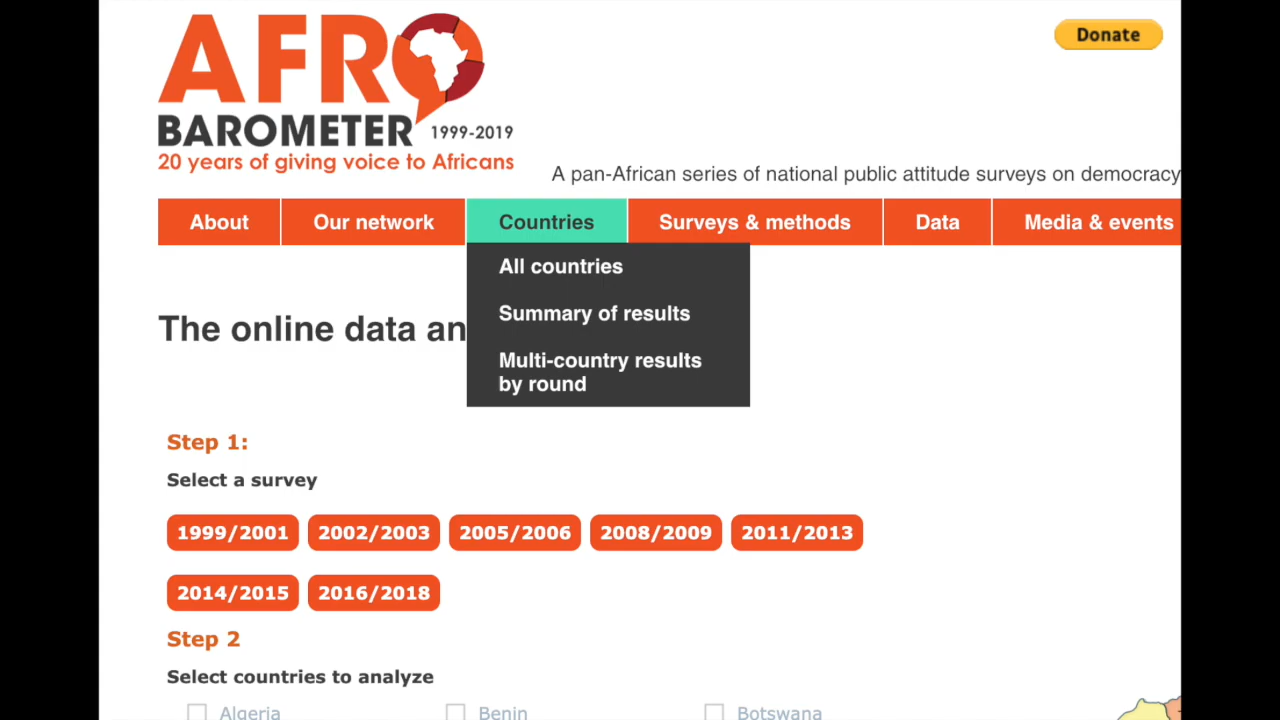 AFRO
Donate
BAROMETER 1999-2019
20 years of giving voice to Africans
A pan-African series of national public attitude surveys on democracy
About Our network Countries Surveys & methods Data Media & events
All countries
Summary of results
The online data an
Multi-country results
by round
Step 1:
Select a survey
1999/2001 2002/2003 2005/2006 2008/2009 2011/2013
2014/2015 2016/2018
Step 2
Select countries to analyze
Algeria Benin Botswana